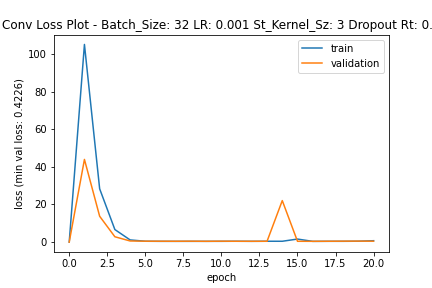 Conv Loss Plot - Batch_Size: 32 LR: 0.001 St_Kernel_Sz: 3 Dropout Rt: 0.
train
validation
100
80
60
40
20
0
loss (min val loss: 0.4226)
0.0 2.5 5.0 7.5 10.0 12.5 15.0 17.5 20.0
epoch